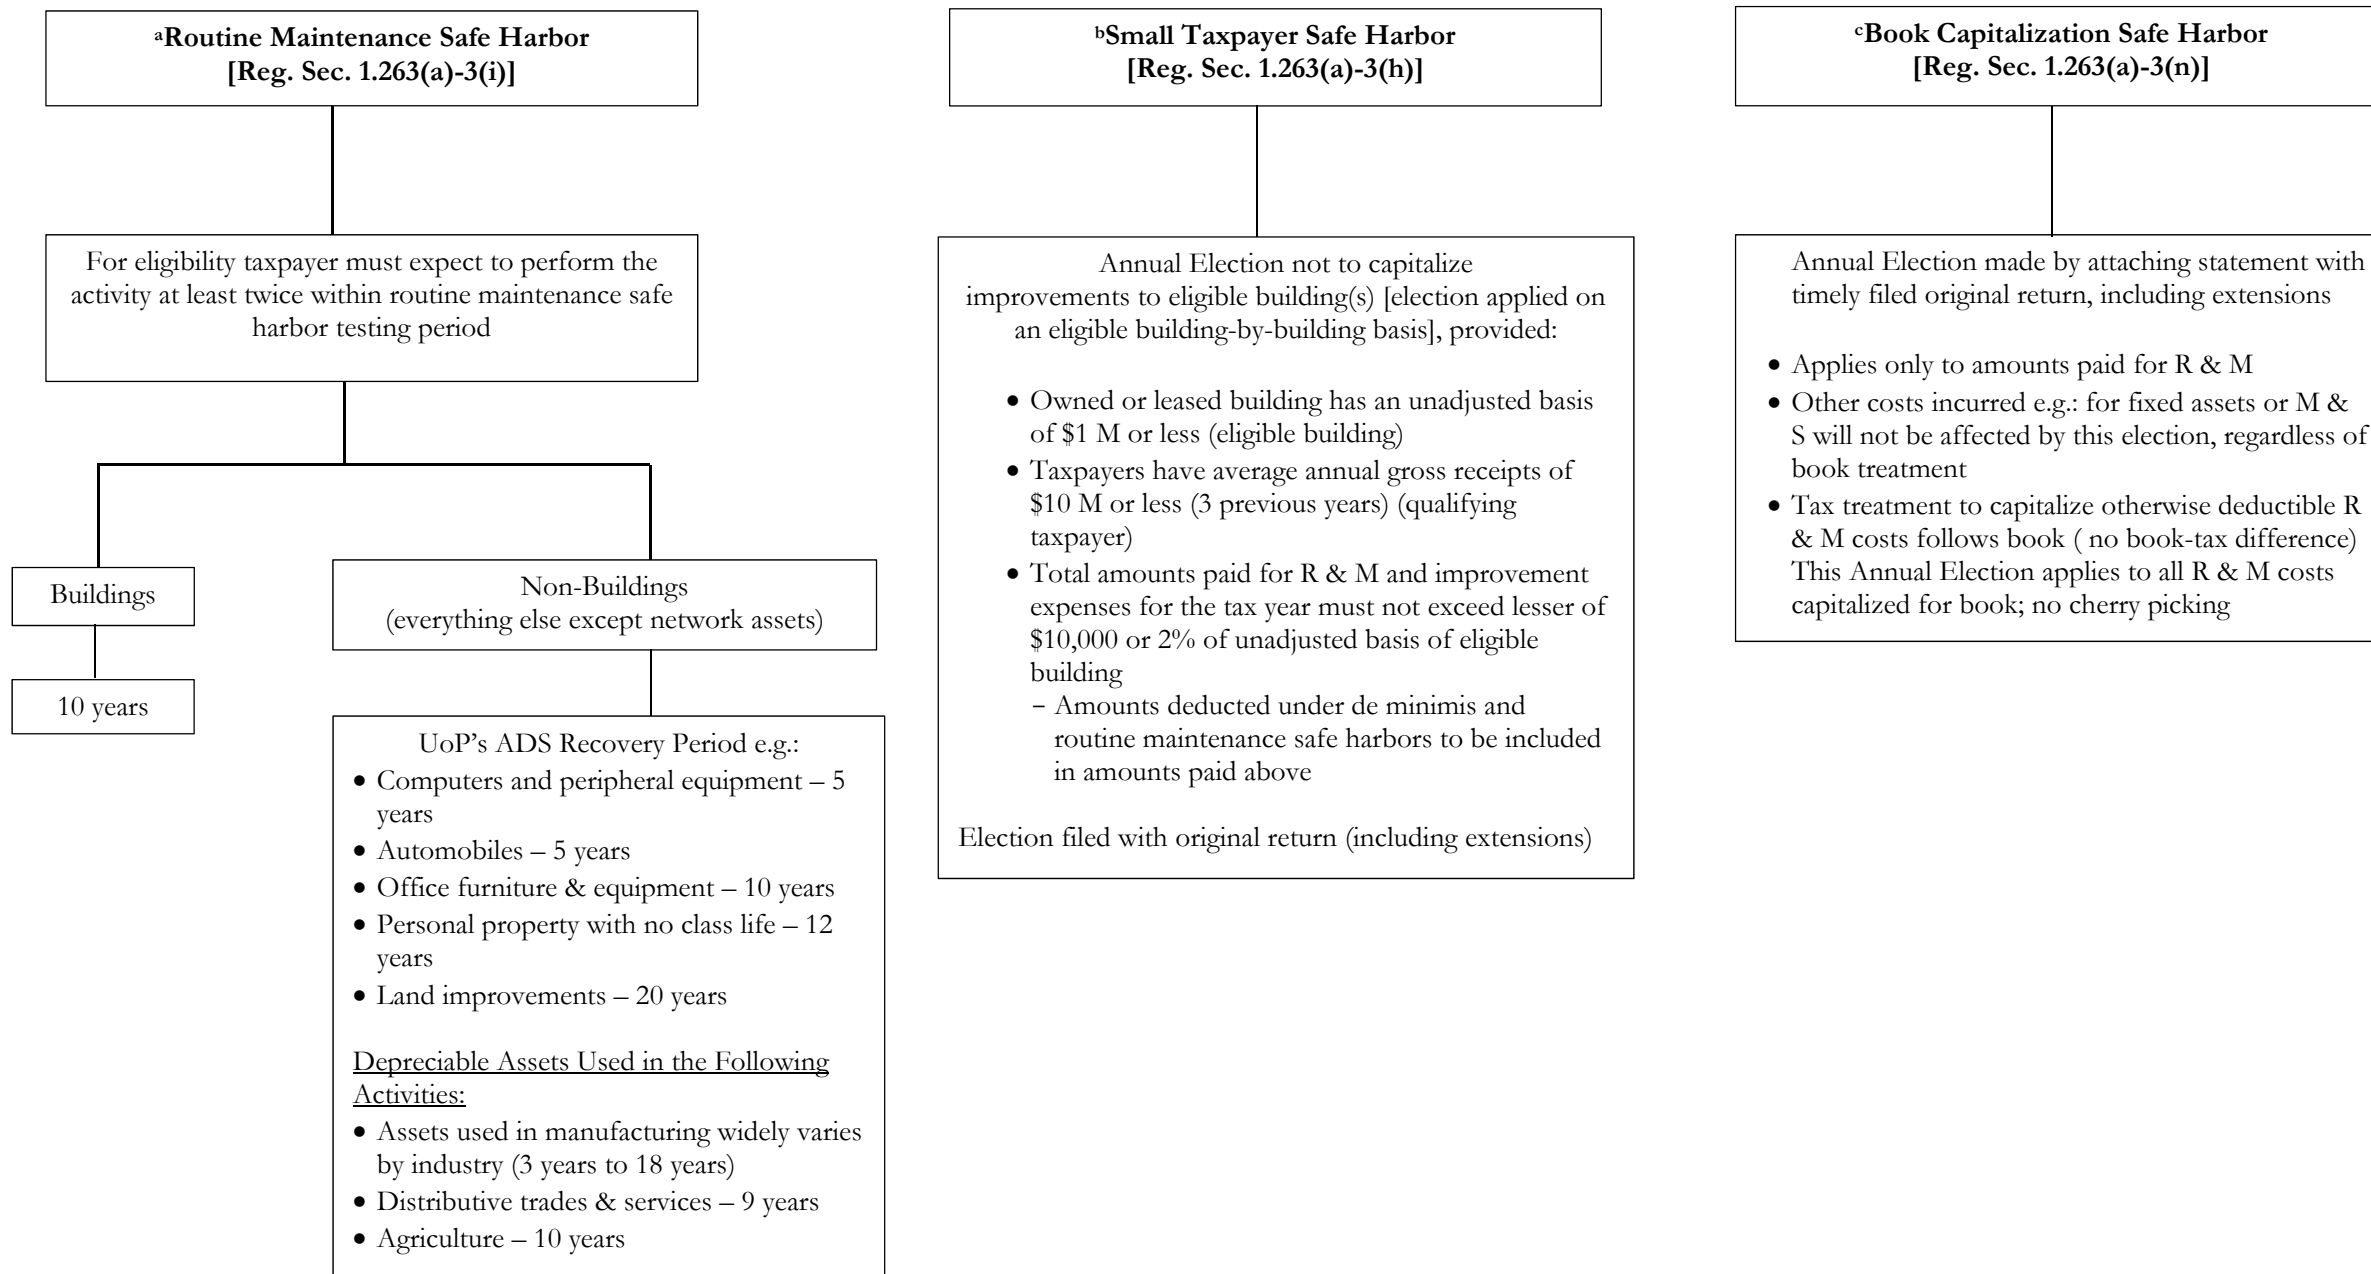 ᵃRoutine Maintenance Safe Harbor
[Reg. Sec. 1.263(a)-3(i)]
For eligibility taxpayer must expect to perform the
activity at least twice within routine maintenance safe
harbor testing period
Buildings
10 years
Non-Buildings
(everything else except network assets)
UoP’s ADS Recovery Period e.g.:
• Computers and peripheral equipment – 5
years
• Automobiles – 5 years
• Office furniture & equipment – 10 years
• Personal property with no class life – 12
years
• Land improvements – 20 years
Depreciable Assets Used in the Following
Activities:
• Assets used in manufacturing widely varies
by industry (3 years to 18 years)
• Distributive trades & services – 9 years
• Agriculture – 10 years
ᵇSmall Taxpayer Safe Harbor
[Reg. Sec. 1.263(a)-3(h)]
Annual Election not to capitalize
improvements to eligible building(s) [election applied on
an eligible building-by-building basis], provided:
• Owned or leased building has an unadjusted basis
of $1 M or less (eligible building)
• Taxpayers have average annual gross receipts of
$10 M or less (3 previous years) (qualifying
taxpayer)
• Total amounts paid for R & M and improvement
expenses for the tax year must not exceed lesser of
$10,000 or 2% of unadjusted basis of eligible
building
– Amounts deducted under de minimis and
routine maintenance safe harbors to be included
in amounts paid above
Election filed with original return (including extensions)
ᶜBook Capitalization Safe Harbor
[Reg. Sec. 1.263(a)-3(n)]
Annual Election made by attaching statement with
timely filed original return, including extensions
• Applies only to amounts paid for R & M
• Other costs incurred e.g.: for fixed assets or M &
S will not be affected by this election, regardless of
book treatment
• Tax treatment to capitalize otherwise deductible R
& M costs follows book ( no book-tax difference)
This Annual Election applies to all R & M costs
capitalized for book; no cherry picking